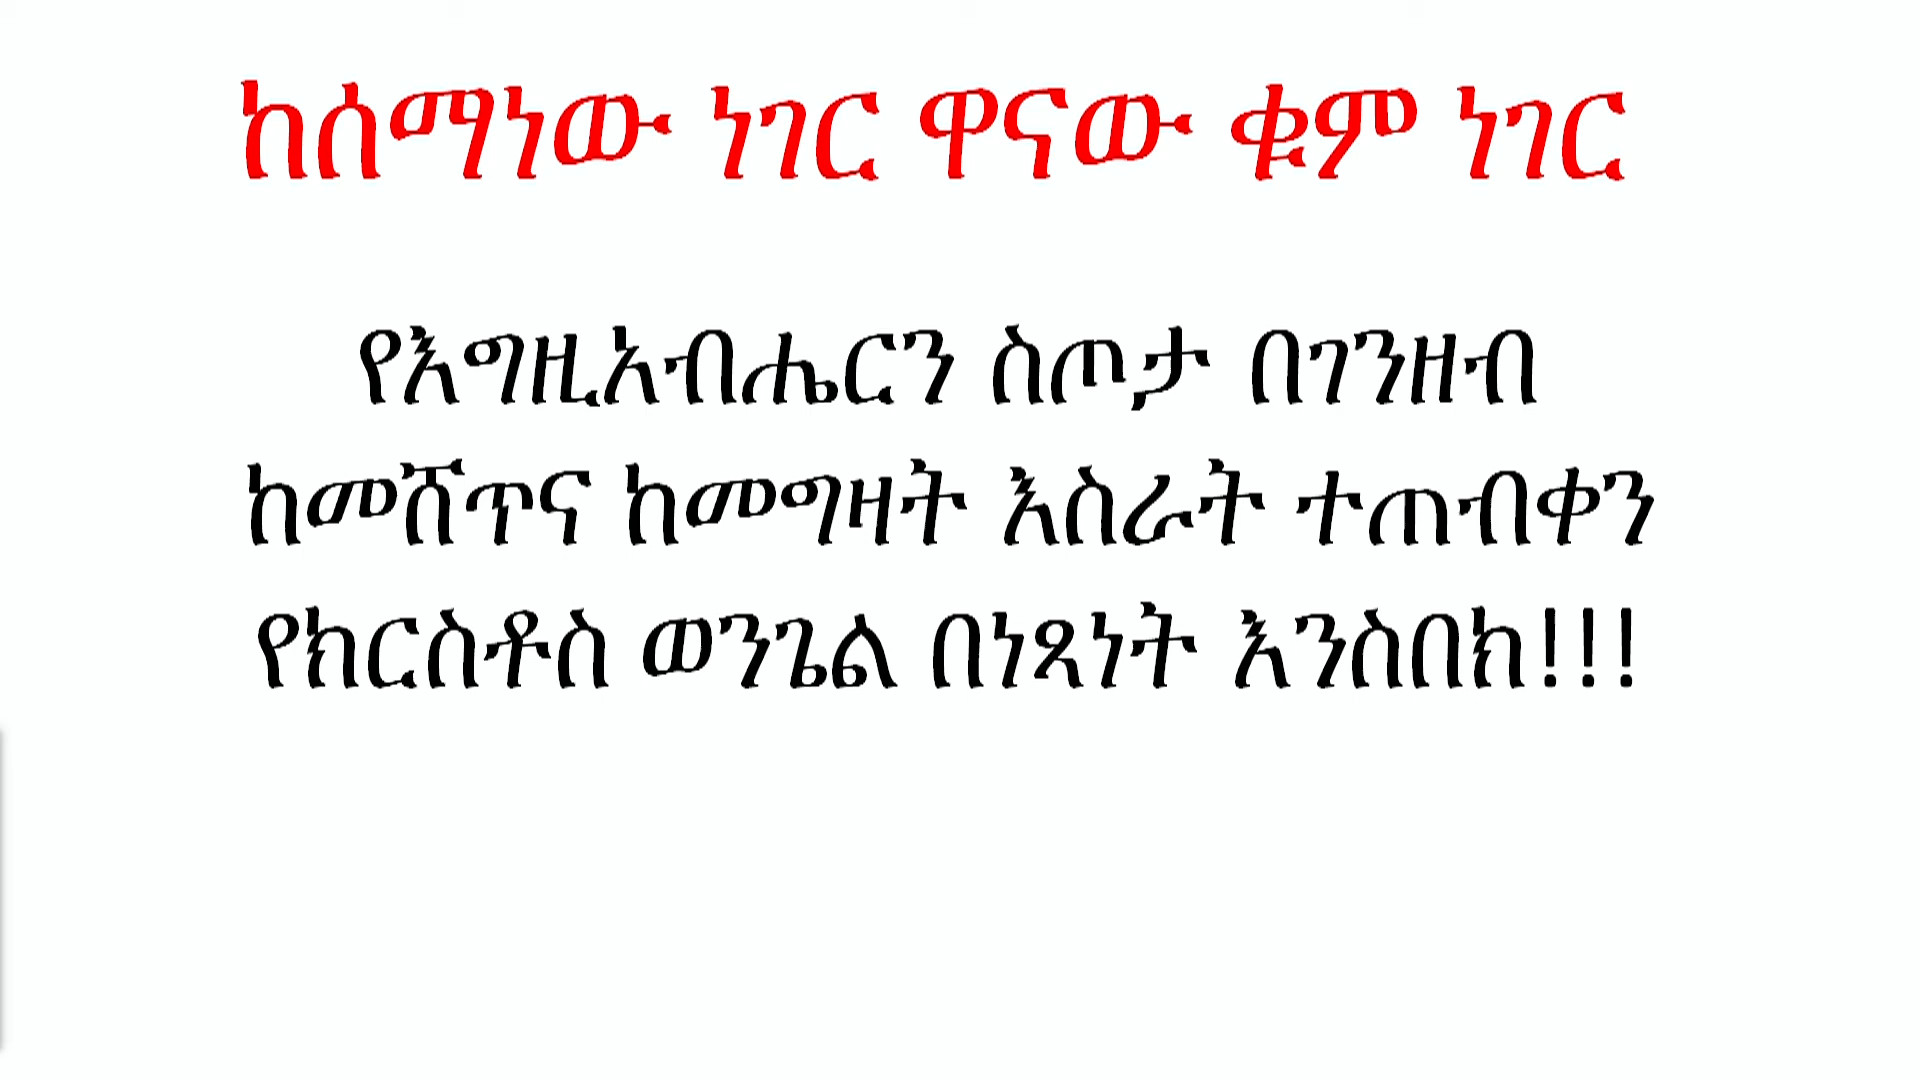 ከሰማነው ነገር ዋናው ቁም ነገር
የእግዚአብሔርን ስጦታ በገንዘብ
ከመሸጥና ከመግዛት እስራት ተጠብቀን
የክርስቶስ ወንጌል በነጻነት እንስበክ!!!